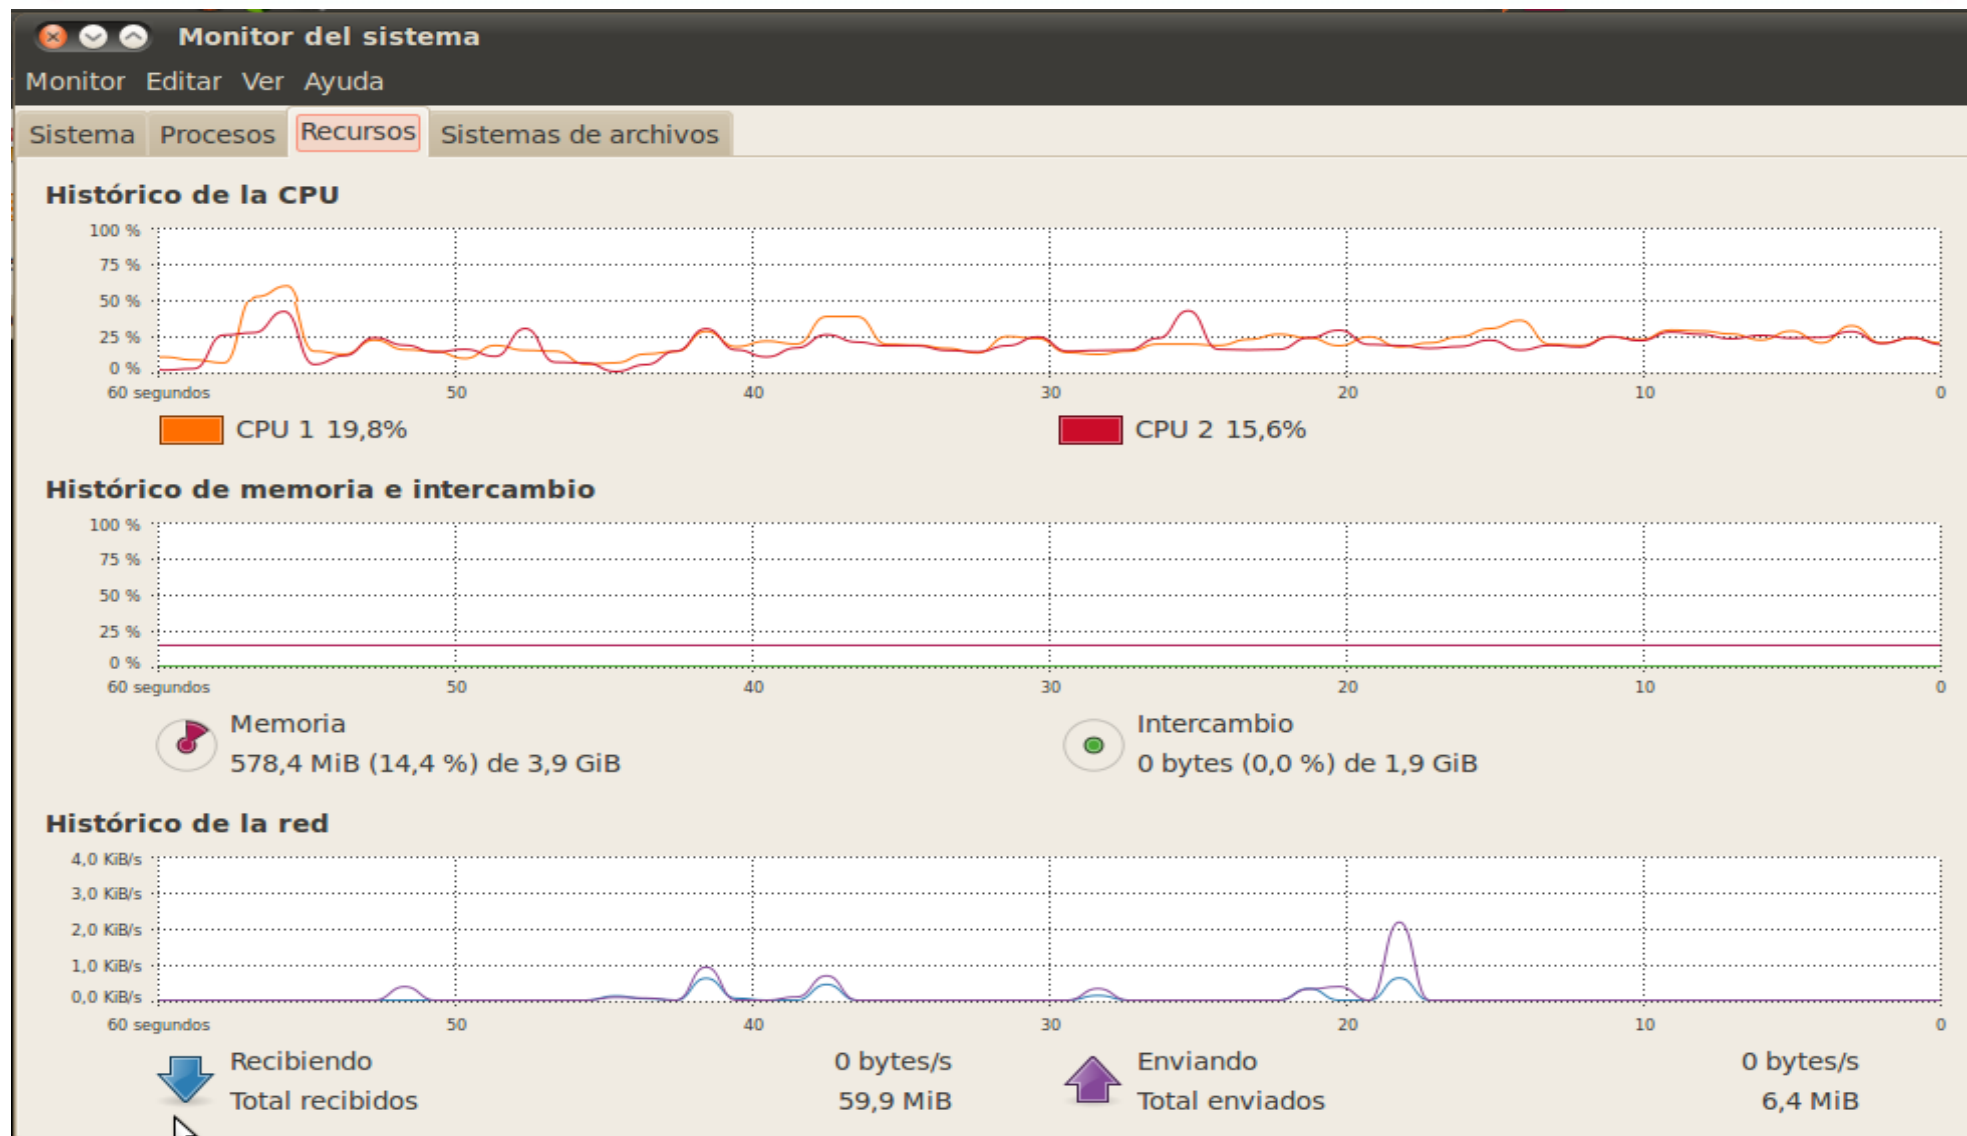 Monitor del sistema
Monitor Editar Ver Ayuda
Sistema Procesos Recursos Sistemas de archivos
Histórico de la CPU
100 %
75 %
50 %
25 %
0 %
60 segundos 50 40 30 20 10 0
CPU 1 19,8% CPU 2 15,6%
Histórico de memoria e intercambio
100 %
75 %
50 %
25 %
0 %
60 segundos 50 40 30 20 10 0
Memoria Intercambio
578,4 MiB (14,4 %) de 3,9 GiB 0 bytes (0,0 %) de 1,9 GiB
Histórico de la red
4,0 KiB/s
3,0 KiB/s
2,0 KiB/s
1,0 KiB/s
0,0 KiB/s
60 segundos 50 40 30 20 10 0
Recibiendo 0 bytes/s Enviando 0 bytes/s
Total recibidos 59,9 MiB Total enviados 6,4 MiB